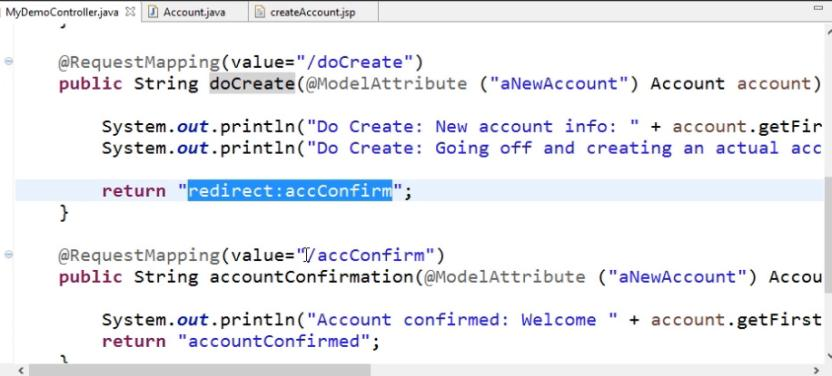 MyDemoController.java Account.java createAccount.jsp
}
@RequestMapping(value="/doCreate")
public String doCreate(@ModelAttribute ("aNewAccount") Account account)
System.out.println("Do Create: New account info: " + account.getFir
System.out.println("Do Create: Going off and creating an actual acc
return "redirect:accConfirm";
}
@RequestMapping(value="/accConfirm")
public String accountConfirmation(@ModelAttribute ("aNewAccount") Accou
System.out.println("Account confirmed: Welcome " + account.getFirst
return "accountConfirmed";
}